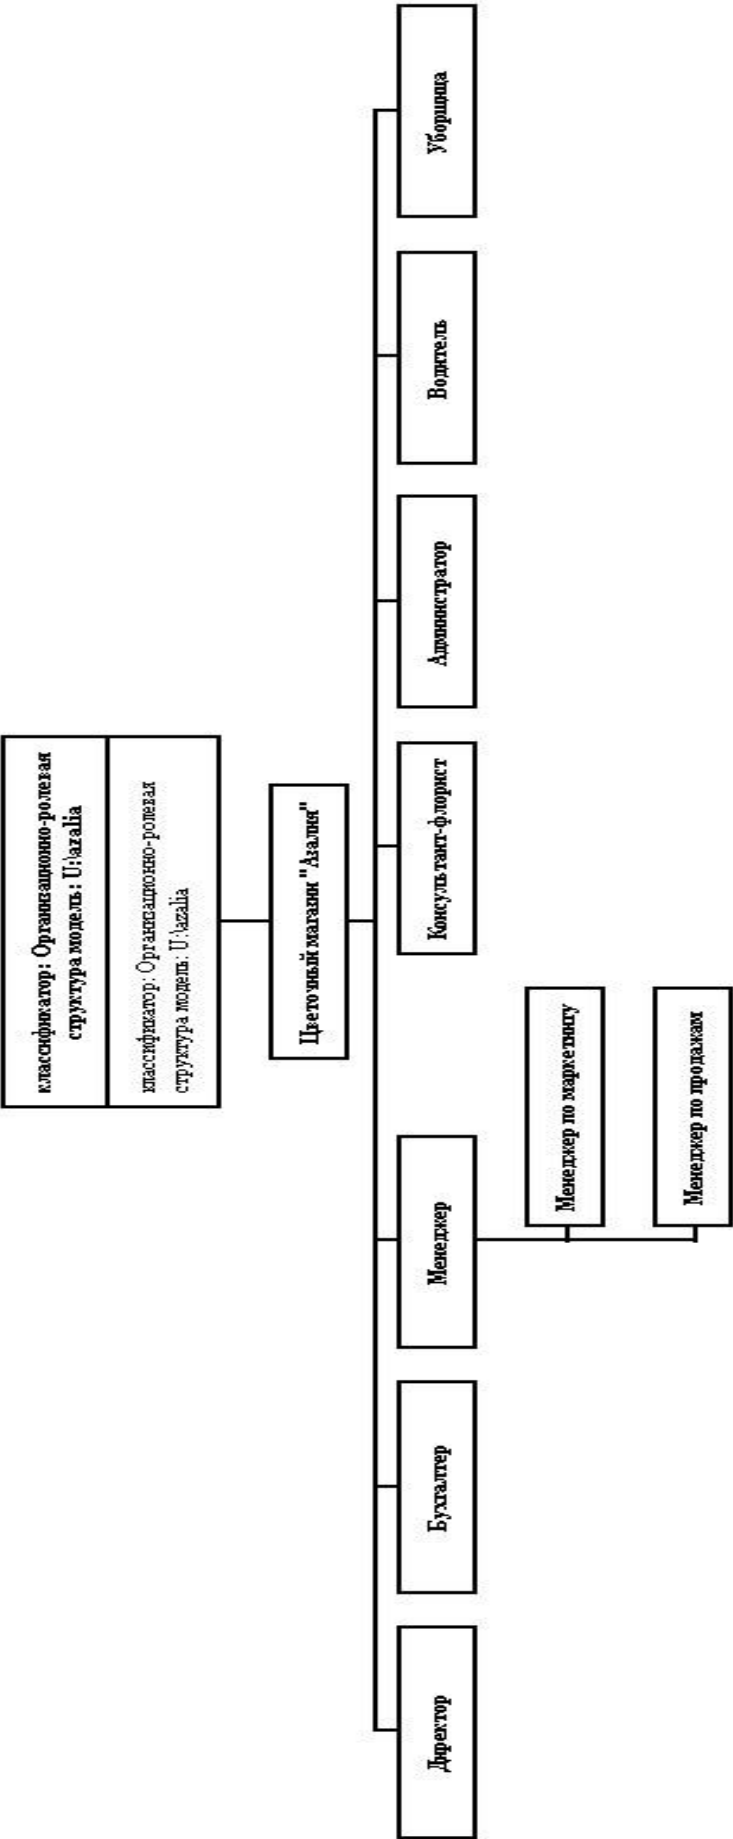 классификатор: Организационно-ролевая
структура модель: U:\azalia
классификатор: Организационно-ролевая
структура модель: U:\azalia
Цветочный магазин "Азалия"
Директор
Бухгалтер
Менеджер
Консультант-флорист
Администратор
Водитель
Уборщица
Менеджер по маркетингу
Менеджер по продажам